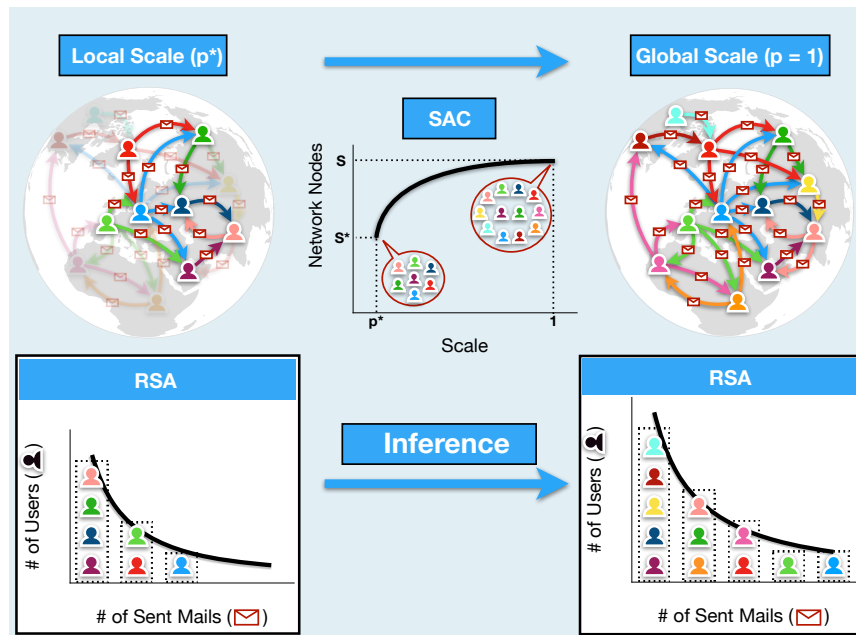 Local Scale (p*)
Global Scale (p = 1)
SAC
Network Nodes
S
S*
p*
1
Scale
RSA
# of Users ( )
# of Sent Mails ( )
Inference
RSA
# of Users ( )
# of Sent Mails ( )